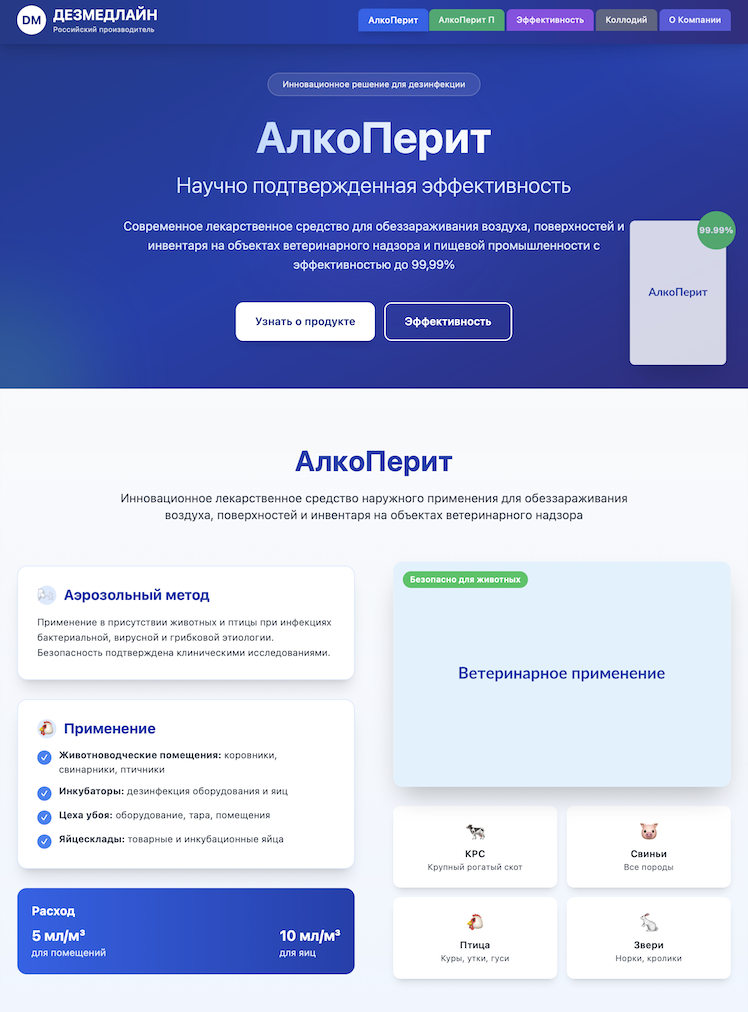 DM
ДЕЗМЕДЛАЙН
Российский производитель
АлкоПерит
АлкоПерит П
Эффективность
Коллодий
О Компании
Инновационное решение для дезинфекции
АлкоПерит
Научно подтвержденная эффективность
Современное лекарственное средство для обеззараживания воздуха, поверхностей и
инвентаря на объектах ветеринарного надзора и пищевой промышленности с
эффективностью до 99,99%
99.99%
АлкоПерит
Узнать о продукте
Эффективность
АлкоПерит
Инновационное лекарственное средство наружного применения для обеззараживания
воздуха, поверхностей и инвентаря на объектах ветеринарного надзора
Аэрозольный метод
Применение в присутствии животных и птицы при инфекциях
бактериальной, вирусной и грибковой этиологии.
Безопасность подтверждена клиническими исследованиями.
Применение
Животноводческие помещения: коровники,
свинарники, птичники
Инкубаторы: дезинфекция оборудования и яиц
Цеха убоя: оборудование, тара, помещения
Яйцесклады: товарные и инкубационные яйца
Расход
5 мл/м³
для помещений
10 мл/м³
для яиц
Безопасно для животных
Ветеринарное применение
КРС
Крупный рогатый скот
Свиньи
Все породы
Птица
Куры, утки, гуси
Звери
Норки, кролики